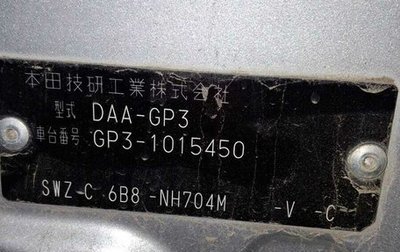 本田技研工業株式会社
型式 DAA-GP3
車台番号 GP3-1015450
SWZ-C 6B8 -NH704M -V -C